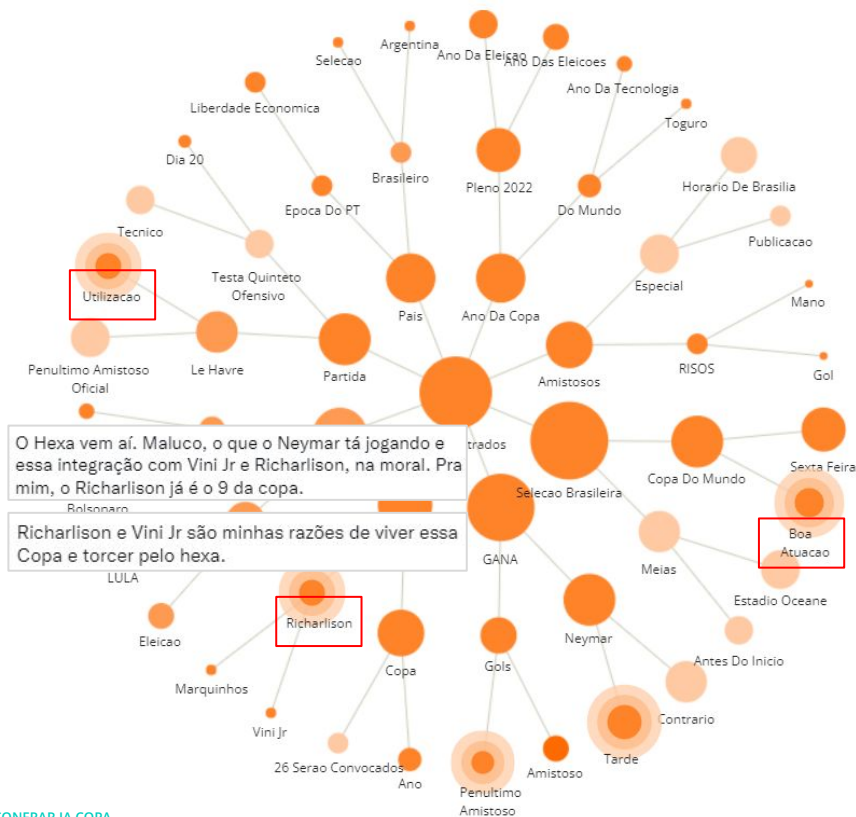 Argentina
Ano Da Eleiçao
Ano Das Eleicoes
Selecao
Ano Da Tecnologia
Liberdade Economica
Toguro
Dia 20
Brasileiro
Pleno 2022
Horario De Brasilia
Epoca Do PT
Do Mundo
Tecnico
Publicacao
Testa Quinteto
Ofensivo
Utilizacao
Pais
Ano Da Copa
Especial
Mano
Penultimo Amistoso
Oficial
Le Havre
Partida
Amistosos
RISOS
Gol
O Hexa vem aí. Maluco, o que o Neymar tá jogando e
essa integração com Vini Jr e Richarlison, na moral. Pra
mim, o Richarlison já é o 9 da copa.
trados
Selecao Brasileira
Copa Do Mundo
Sexta Feira
Bolsonaro
Richarlison e Vini Jr são minhas razões de viver essa
Copa e torcer pelo hexa.
Boa
Atuacao
GANA
Meias
LULA
Estadio Oceane
Richarlison
Eleicao
Copa
Gols
Neymar
Antes Do Inicio
Marquinhos
Contrario
Vini Jr
26 Serao Convocados
Ano
Penultimo
Amistoso
Amistoso
Tarde